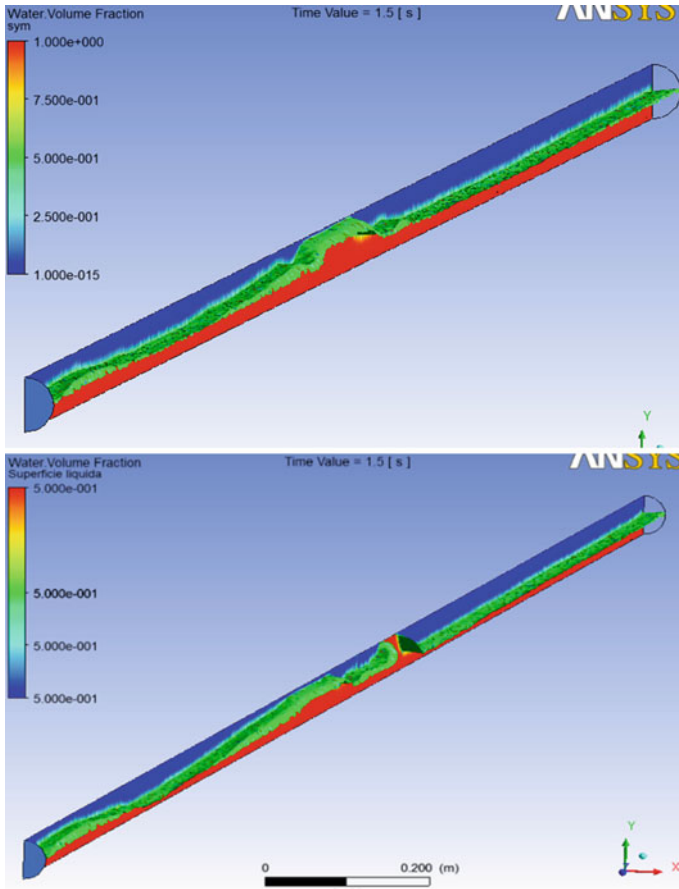 Water.Volume Fraction
sym
Time Value = 1.5 [ s ]
ANSYS
1.000e+000
7.500e-001
5.000e-001
2.500e-001
1.000e-015
Y
Water.Volume Fraction
Superficie liquida
Time Value = 1.5 [ s ]
ANSYS
5.000e-001
5.000e-001
5.000e-001
5.000e-001
Y
X
0 0.200 (m)